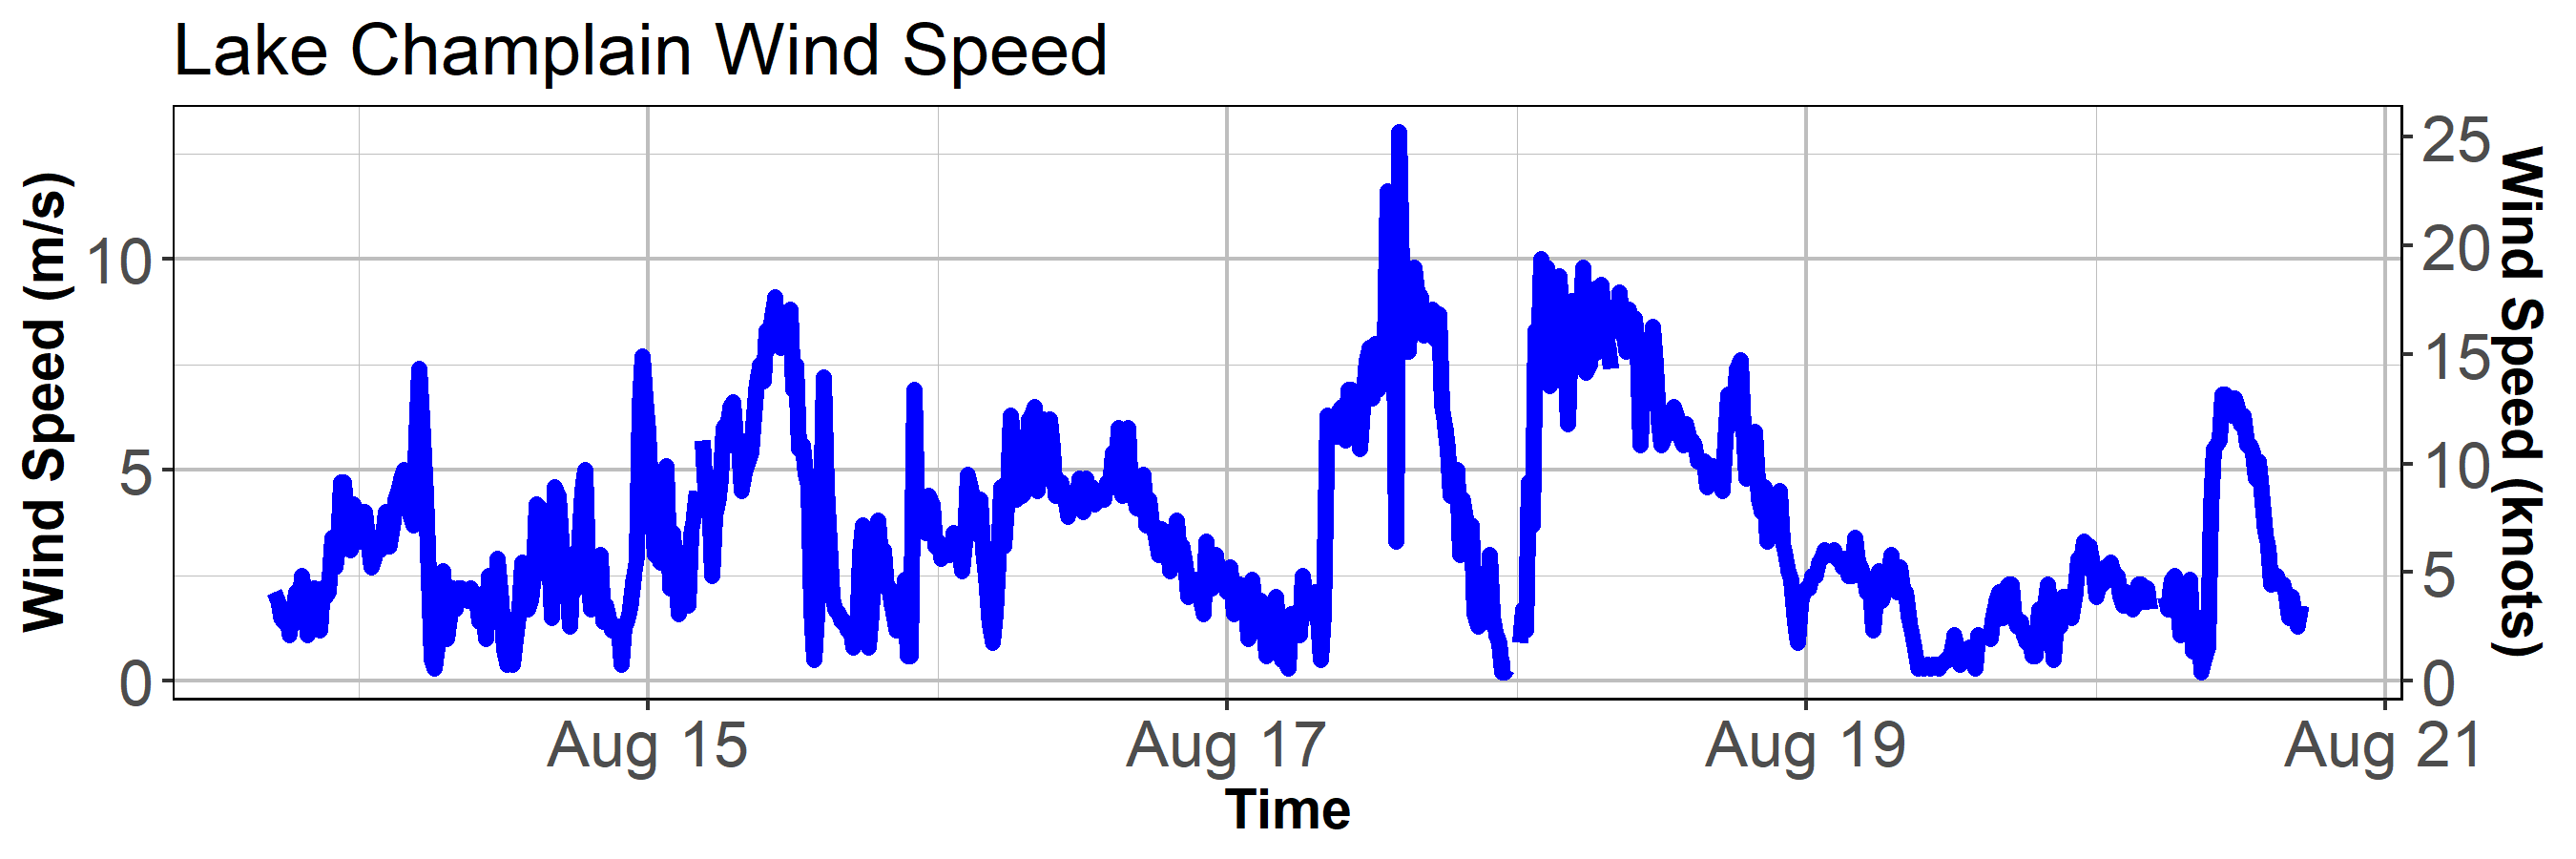 Lake Champlain Wind Speed
Wind Speed (m/s)
10
5
0
25
20
15
10
5
0
Wind Speed (knots)
Aug 15
Aug 17
Aug 19
Aug 21
Time